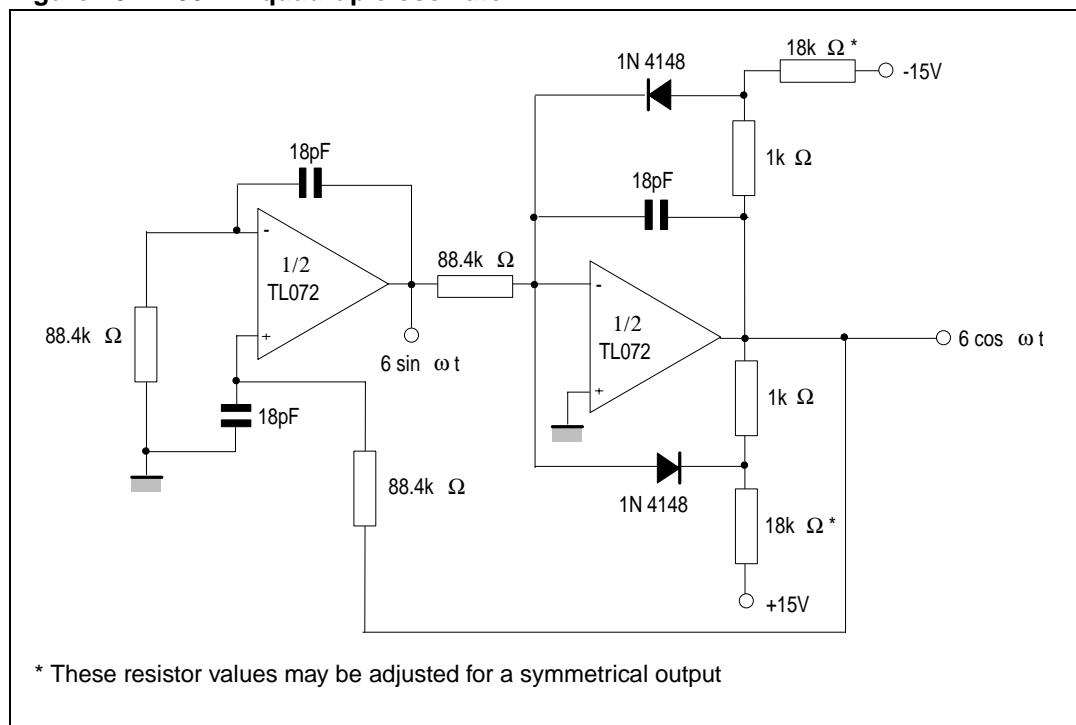 18k Ω *
1N 4148
-15V
18pF
1k Ω
18pF
-
88.4k Ω
1/2
TL072
-
88.4k Ω
1/2
TL072
+
6 sin ω t
6 cos ω t
+
1k Ω
18pF
88.4k Ω
1N 4148
18k Ω *
+15V
* These resistor values may be adjusted for a symmetrical output